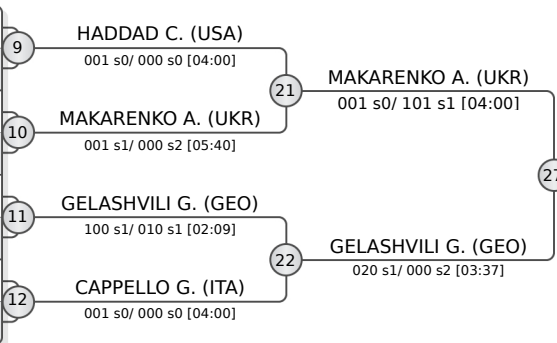 9
HADDAD C. (USA)
001 s0/ 000 s0 [04:00]
21
MAKARENKO A. (UKR)
001 s0/ 101 s1 [04:00]
10
MAKARENKO A. (UKR)
001 s1/ 000 s2 [05:40]
27
11
GELASHVILI G. (GEO)
100 s1/ 010 s1 [02:09]
22
GELASHVILI G. (GEO)
020 s1/ 000 s2 [03:37]
12
CAPPELLO G. (ITA)
001 s0/ 000 s0 [04:00]